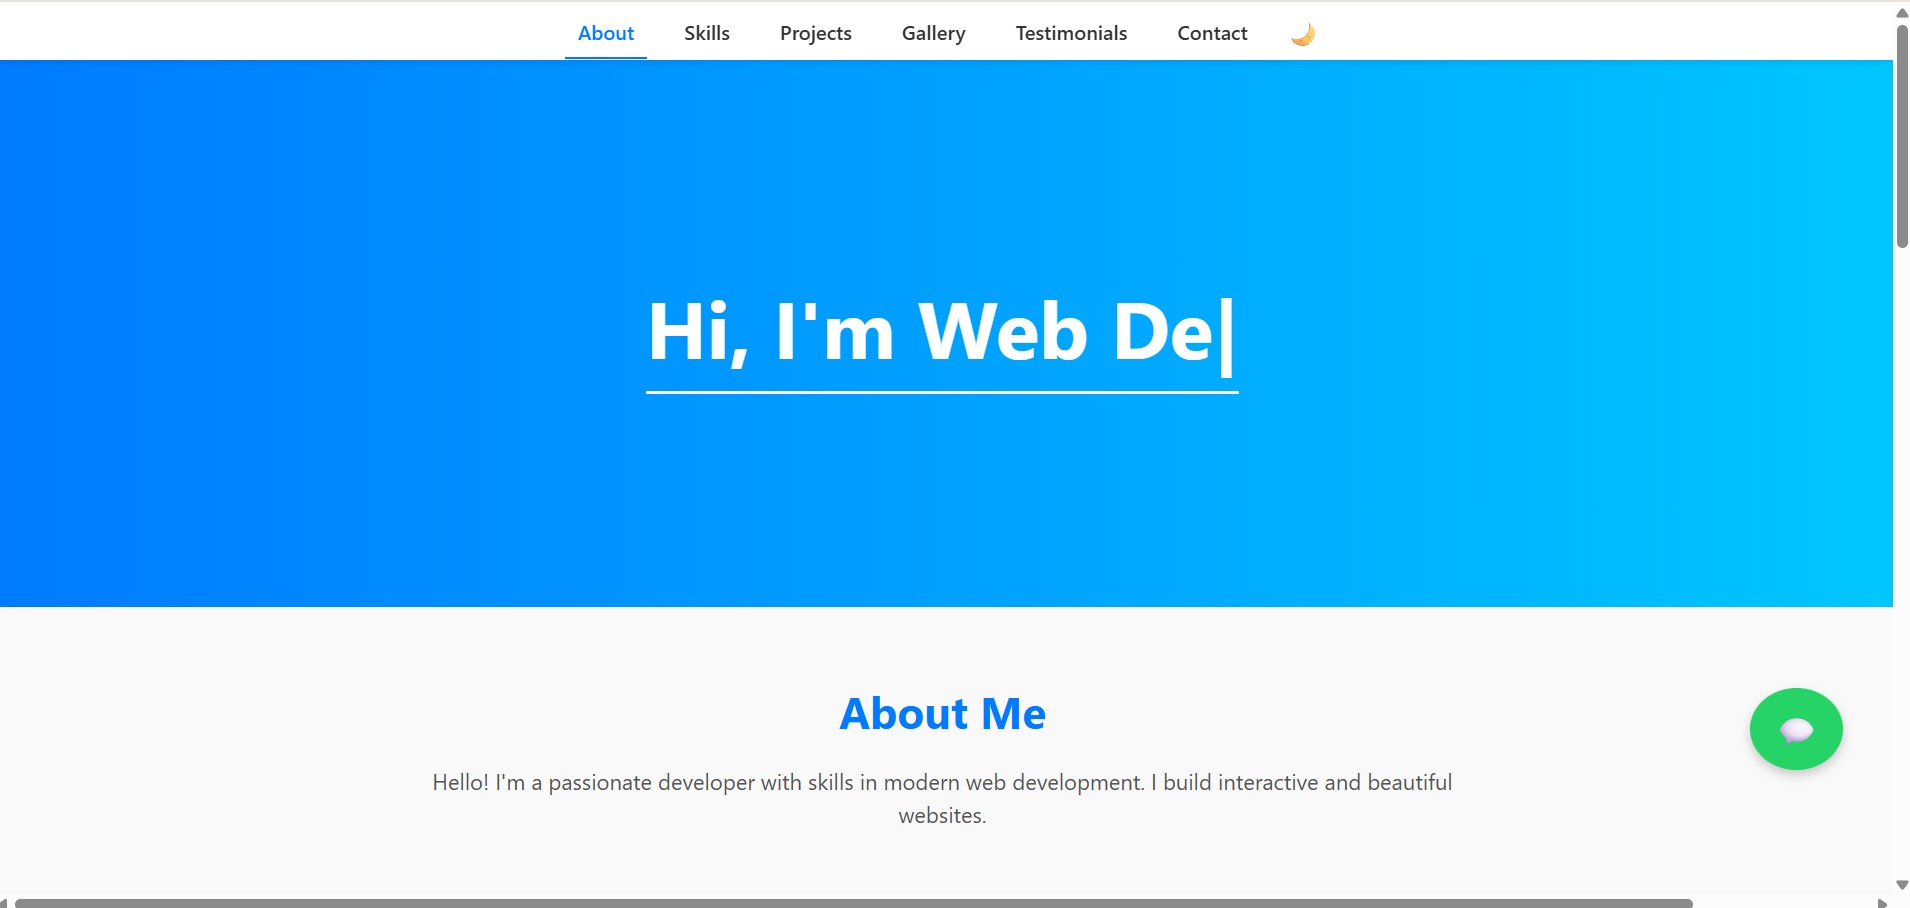 About Skills Projects Gallery Testimonials Contact
Hi, I'm Web De|
About Me
Hello! I'm a passionate developer with skills in modern web development. I build interactive and beautiful
websites.